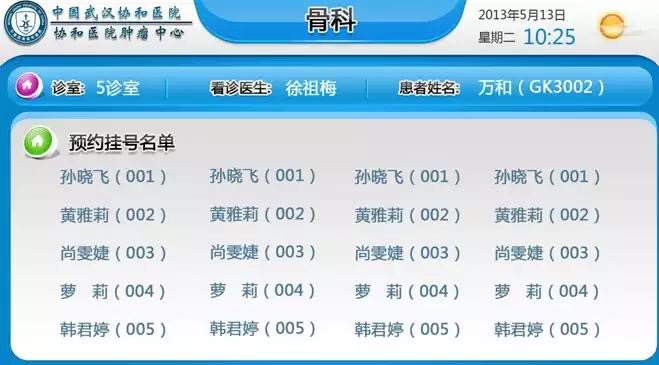 中国武汉协和医院
协和医院肿瘤中心
骨科
2013年5月13日
星期二 10:25
诊室: 5诊室 看诊医生: 徐祖梅 患者姓名: 万和（GK3002）
预约挂号名单
孙晓飞（001） 孙晓飞（001） 孙晓飞（001） 孙晓飞（001）
黄雅莉（002） 黄雅莉（002） 黄雅莉（002） 黄雅莉（002）
尚雯婕（003） 尚雯婕（003） 尚雯婕（003） 尚雯婕（003）
萝　莉（004） 萝　莉（004） 萝　莉（004） 萝　莉（004）
韩君婷（005） 韩君婷（005） 韩君婷（005） 韩君婷（005）